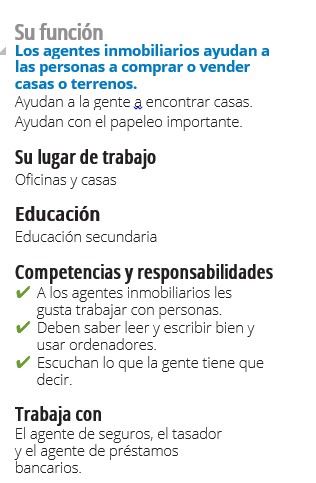 Su función
Los agentes inmobiliarios ayudan a
las personas a comprar o vender
casas o terrenos.
Ayudan a la gente a encontrar casas.
Ayudan con el papeleo importante.
Su lugar de trabajo
Oficinas y casas
Educación
Educación secundaria
Competencias y responsabilidades
✔ A los agentes inmobiliarios les
gusta trabajar con personas.
✔ Deben saber leer y escribir bien y
usar ordenadores.
✔ Escuchan lo que la gente tiene que
decir.
Trabaja con
El agente de seguros, el tasador
y el agente de préstamos
bancarios.